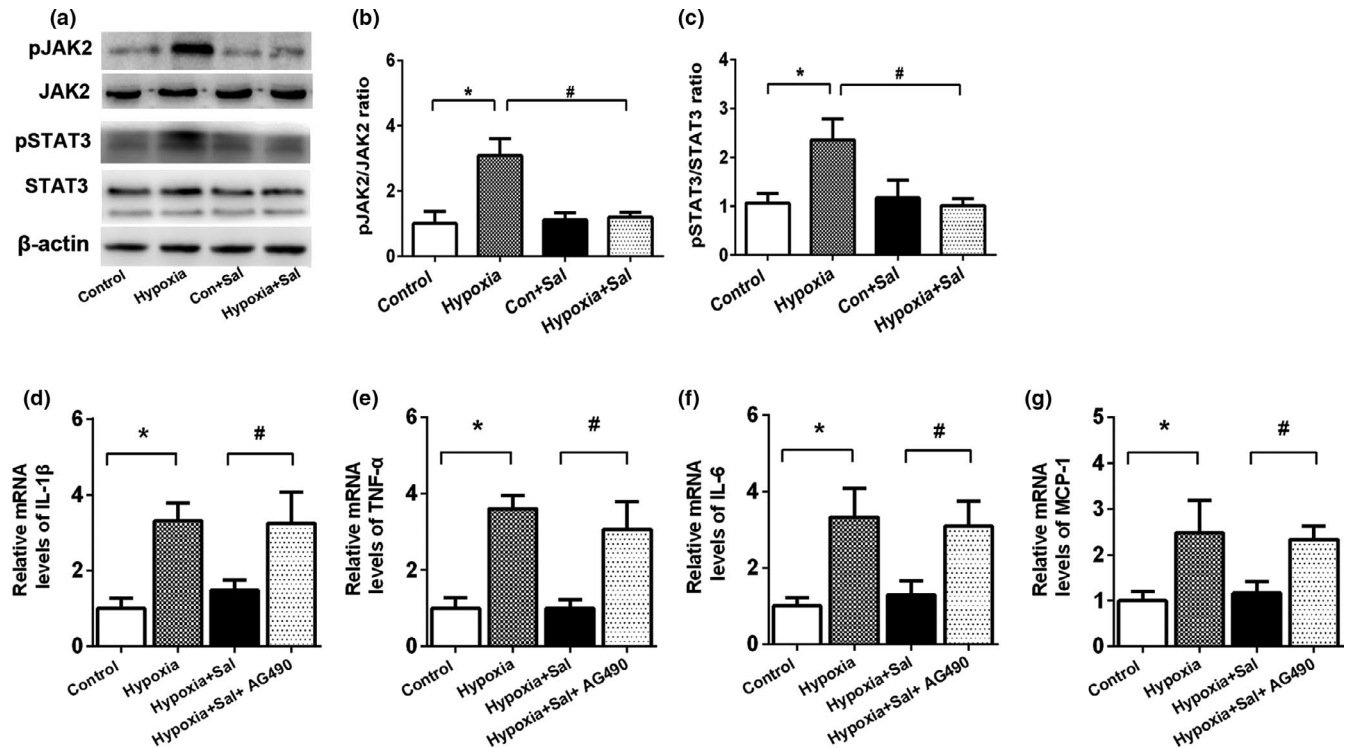 (a)
pJAK2
JAK2
pSTAT3
STAT3
β-actin
Control
Hypoxia
Con+Sal
Hypoxia+Sal
(b)
pJAK2/JAK2 ratio
6
4
2
0
*
#
Control
Hypoxia
Con+Sal
Hypoxia+Sal
(c)
pSTAT3/STAT3 ratio
4
3
2
1
0
*
#
Control
Hypoxia
Con+Sal
Hypoxia+Sal
(d)
Relative mRNA
levels of IL-1β
6
4
2
0
*
#
Control
Hypoxia
Hypoxia+Sal
Hypoxia+Sal+ AG490
(e)
Relative mRNA
levels of TNF-α
6
4
2
0
*
#
Control
Hypoxia
Hypoxia+Sal
Hypoxia+Sal+ AG490
(f)
Relative mRNA
levels of IL-6
6
4
2
0
*
#
Control
Hypoxia
Hypoxia+Sal
Hypoxia+Sal+ AG490
(g)
Relative mRNA
levels of MCP-1
5
4
3
2
1
0
*
#
Control
Hypoxia
Hypoxia+Sal
Hypoxia+Sal+ AG490